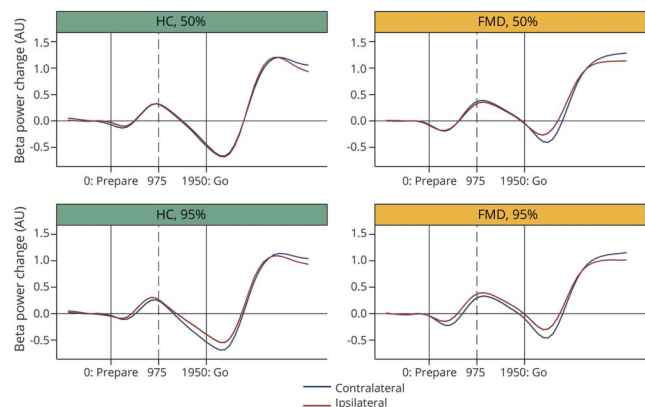 HC, 50%
FMD, 50%
Beta power change (AU)
1.5
1.0
0.5
0.0
-0.5
1.5
1.0
0.5
0.0
-0.5
0: Prepare 975 1950: Go
0: Prepare 975 1950: Go
HC, 95%
FMD, 95%
Beta power change (AU)
1.5
1.0
0.5
0.0
-0.5
1.5
1.0
0.5
0.0
-0.5
0: Prepare 975 1950: Go
0: Prepare 975 1950: Go
Contralateral
Ipsilateral